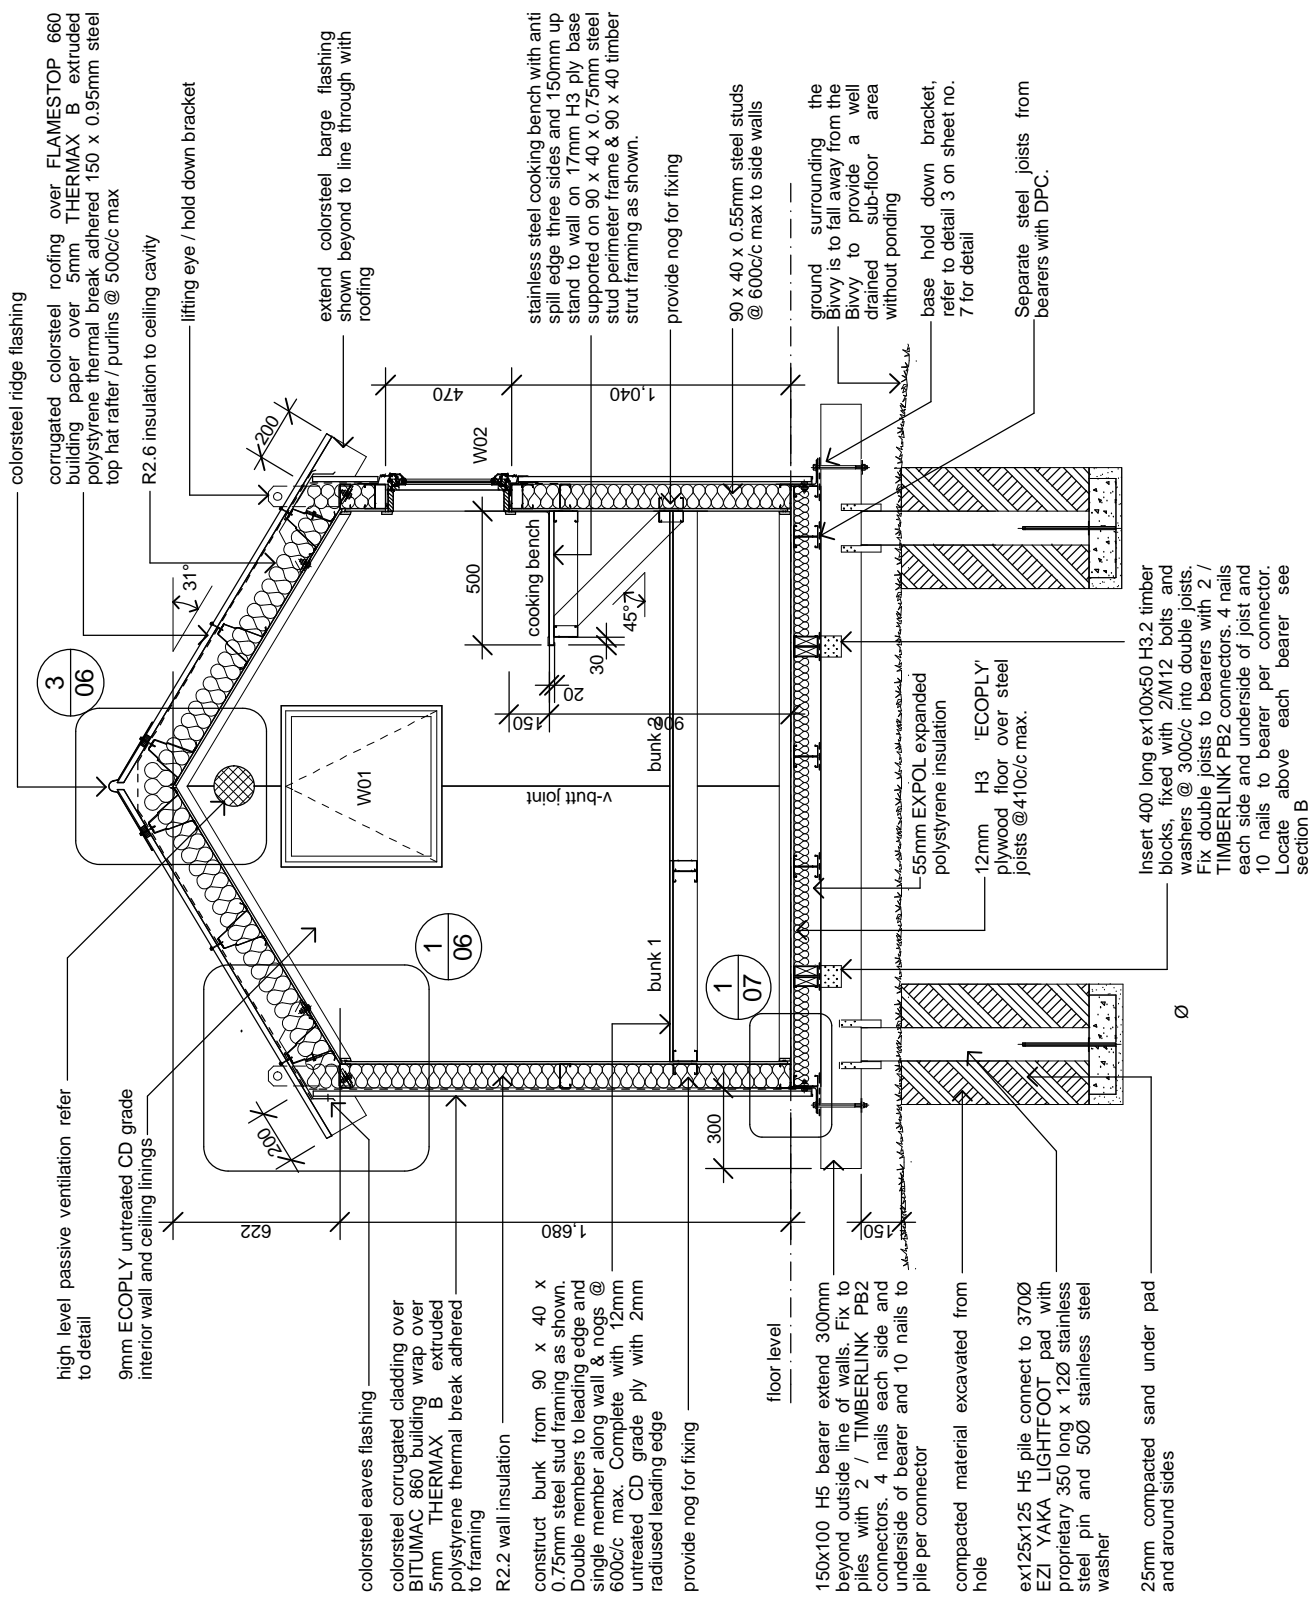 colorsteel ridge flashing
corrugated colorsteel roofing over FLAMESTOP 660
building paper over 5mm THERMAX B extruded
polystyrene thermal break adhered 150 x 0.95mm steel
top hat rafter / purlins @ 500c/c max
R2.6 insulation to ceiling cavity
lifting eye / hold down bracket
extend colorsteel barge flashing
shown beyond to line through with
roofing
stainless steel cooking bench with anti
spill edge three sides and 150mm up
stand to wall on 17mm H3 ply base
supported on 90 x 40 x 0.75mm steel
stud perimeter frame & 90 x 40 timber
strut framing as shown.
provide nog for fixing
90 x 40 x 0.55mm steel studs
@ 600c/c max to side walls
ground surrounding the
Bivvy is to fall away from the
Bivvy to provide a well
drained sub-floor area
without ponding
base hold down bracket,
refer to detail 3 on sheet no.
7 for detail
Separate steel joists from
bearers with DPC.
3
06
31°
200
470
1,040
W02
500
cooking bench
45°
30
20
150
906
bunk 2
W01
v-butt joint
1
06
bunk 1
1
07
200
300
622
1,680
150
55mm EXPOL expanded
polystyrene insulation
12mm H3 'ECOPLY'
plywood floor over steel
joists @410c/c max.
Insert 400 long ex100x50 H3.2 timber
blocks, fixed with 2/M12 bolts and
washers @ 300c/c into double joists.
Fix double joists to bearers with 2 /
TIMBERLINK PB2 connectors. 4 nails
each side and underside of joist and
10 nails to bearer per connector.
Locate above each bearer see
section B
Ø
high level passive ventilation refer
to detail
9mm ECOPLY untreated CD grade
interior wall and ceiling linings
colorsteel eaves flashing
colorsteel corrugated cladding over
BITUMAC 860 building wrap over
5mm THERMAX B extruded
polystyrene thermal break adhered
to framing
R2.2 wall insulation
construct bunk from 90 x 40 x
0.75mm steel stud framing as shown.
Double members to leading edge and
single member along wall & nogs @
600c/c max. Complete with 12mm
untreated CD grade ply with 2mm
radiused leading edge
provide nog for fixing
floor level
150x100 H5 bearer extend 300mm
beyond outside line of walls. Fix to
piles with 2 / TIMBERLINK PB2
connectors. 4 nails each side and
underside of bearer and 10 nails to
pile per connector
compacted material excavated from
hole
ex125x125 H5 pile connect to 370Ø
EZI YAKA LIGHTFOOT pad with
proprietary 350 long x 12Ø stainless
steel pin and 50Ø stainless steel
washer
25mm compacted sand under pad
and around sides